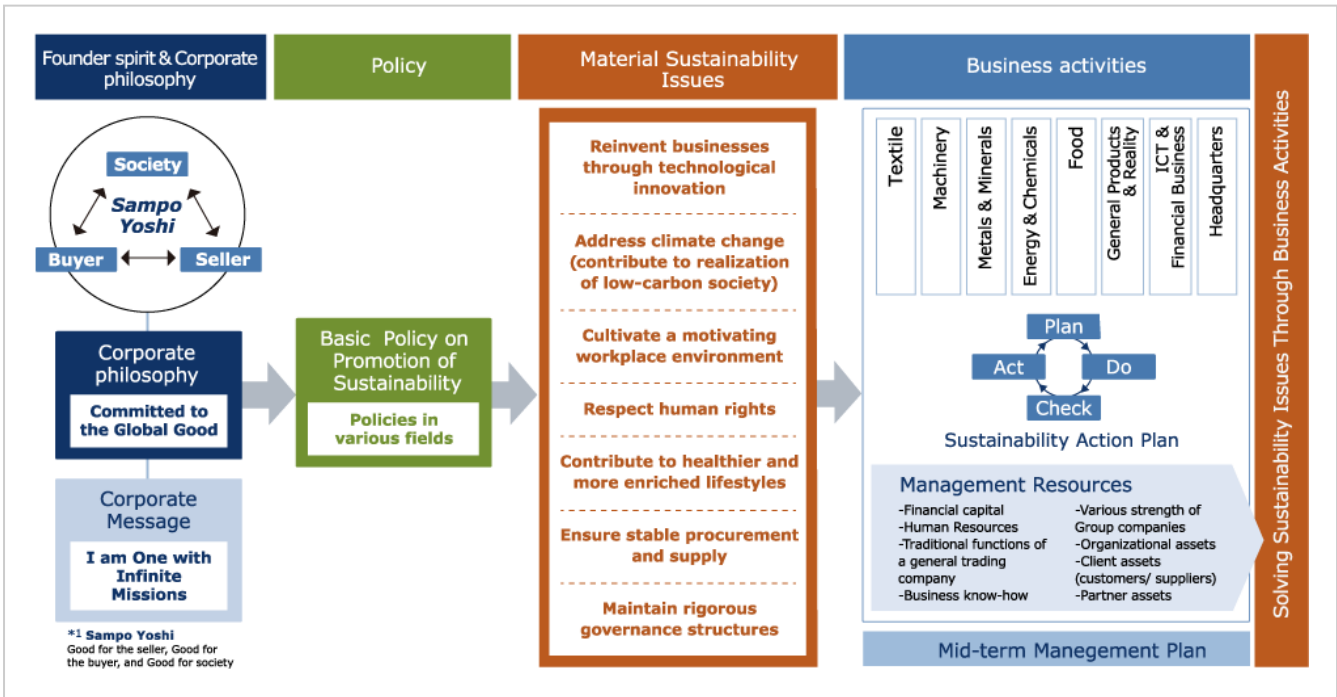 Founder spirit & Corporate
philosophy
Policy
Material Sustainability
Issues
Business activities
Society
Sampo
Yoshi
Buyer
Seller
Corporate
philosophy
Committed to
the Global Good
Corporate
Message
I am One with
Infinite
Missions
*1 Sampo Yoshi
Good for the seller, Good for
the buyer, and Good for society
Basic Policy on
Promotion of
Sustainability
Policies in
various fields
Reinvent businesses
through technological
innovation
Address climate change
(contribute to realization
of low-carbon society)
Cultivate a motivating
workplace environment
Respect human rights
Contribute to healthier and
more enriched lifestyles
Ensure stable procurement
and supply
Maintain rigorous
governance structures
Textile
Machinery
Metals & Minerals
Energy & Chemicals
Food
General Products
& Reality
ICT &
Financial Business
Headquarters
Plan
Act
Do
Check
Sustainability Action Plan
Management Resources
-Financial capital
-Human Resources
-Traditional functions of
a general trading
company
-Business know-how
-Various strength of
Group companies
-Organizational assets
-Client assets
(customers/ suppliers)
-Partner assets
Mid-term Manegement Plan
Solving Sustainability Issues Through Business Activities